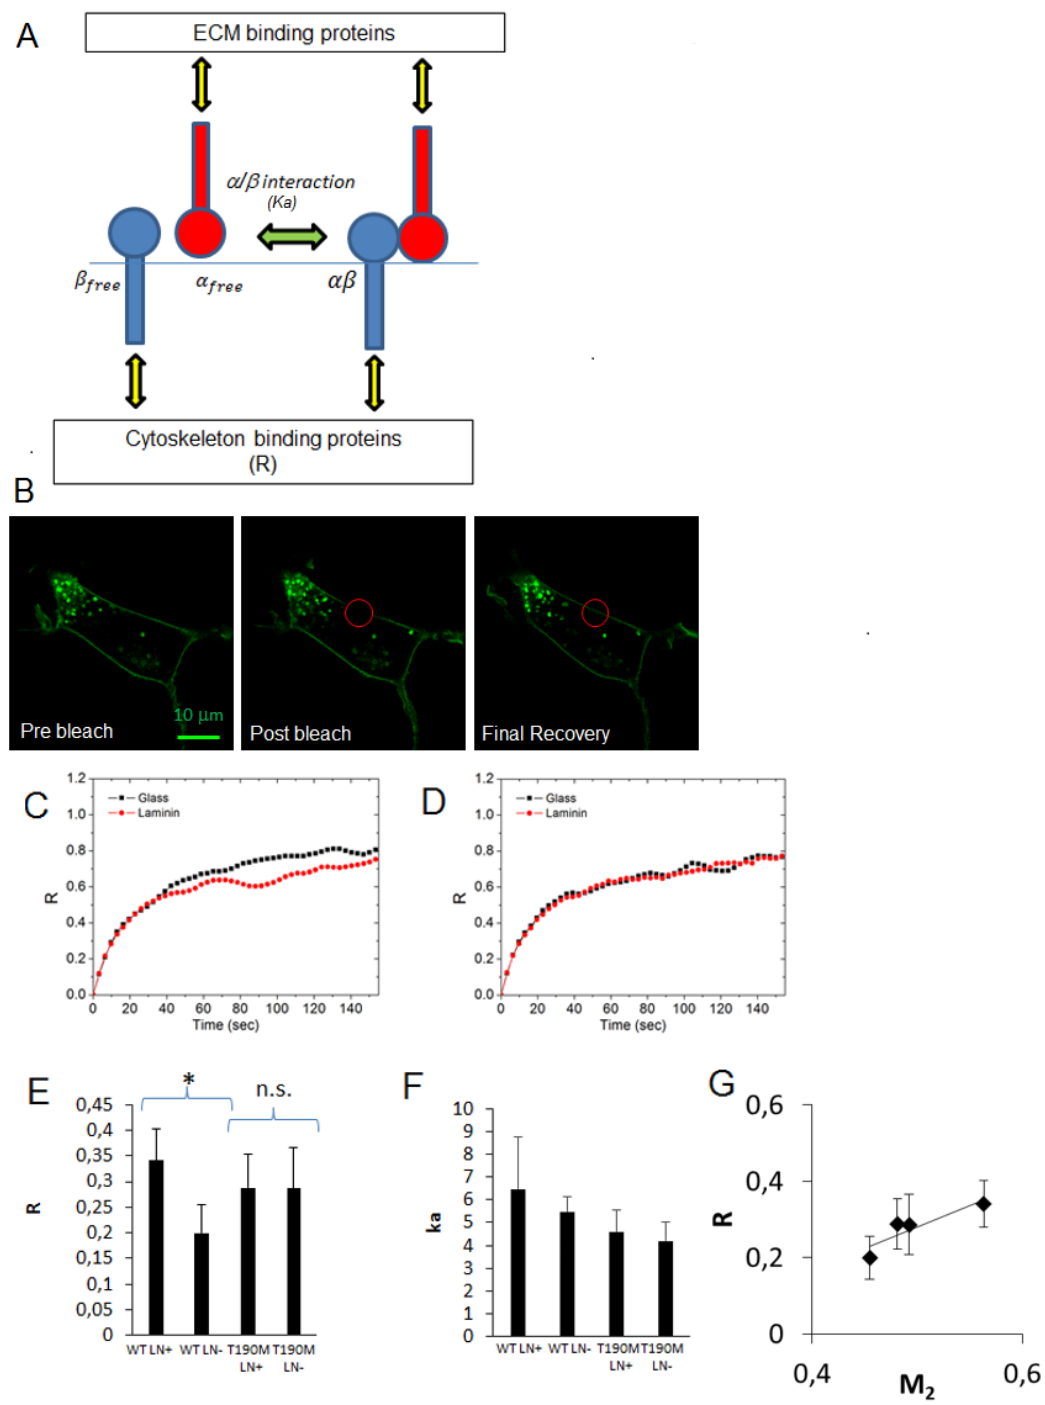 A
ECM binding proteins
α/β interaction
(Ka)
βfree
αfree
αβ
Cytoskeleton binding proteins
(R)
B
10 µm
Pre bleach
Post bleach
Final Recovery
C
1.2
1.0
0.8
0.6
0.4
0.2
0.0
R
Glass
Laminin
0 20 40 60 80 100 120 140
Time (sec)
D
1.2
1.0
0.8
0.6
0.4
0.2
0.0
R
Glass
Laminin
0 20 40 60 80 100 120 140
Time (sec)
E
0,45
0,4
0,35
0,3
0,25
0,2
0,15
0,1
0,05
0
R
*
n.s.
WT LN+ WT LN- T190M T190M
LN+ LN-
F
10
9
8
7
6
5
4
3
2
1
0
ka
WT LN+ WT LN- T190M T190M
LN+ LN-
G
0,6
0,4
0,2
0
R
0,4 0,6
M2